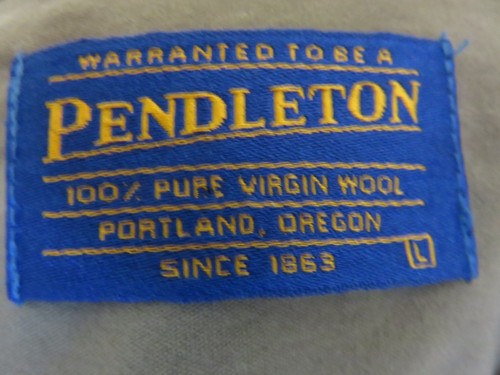 WARRANTED TO BE A
PENDLETON
100% PURE VIRGIN WOOL
PORTLAND, OREGON
SINCE 1863
L